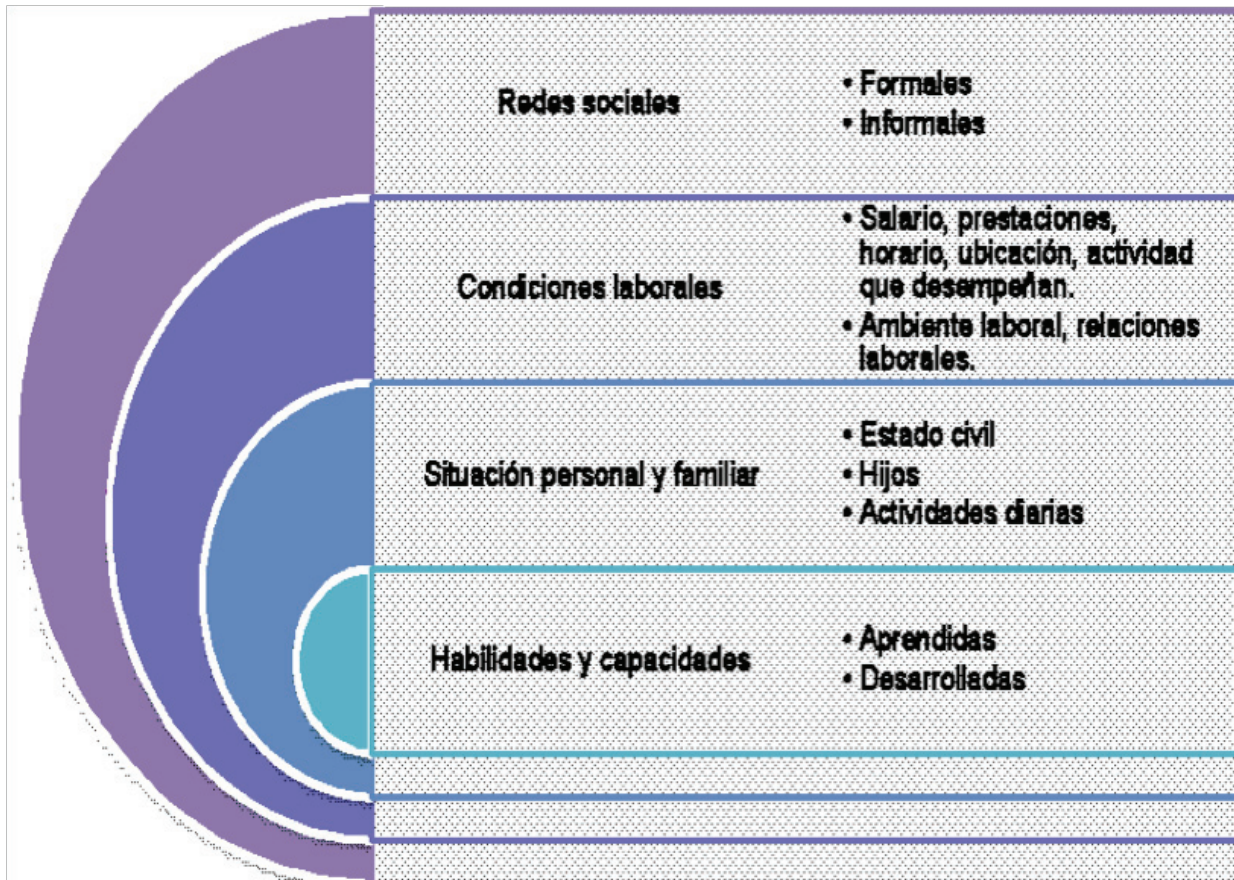 Redes sociales
• Formales
• Informales
Condiciones laborales
• Salario, prestaciones,
horario, ubicación, actividad
que desempeñan.
• Ambiente laboral, relaciones
laborales.
Situación personal y familiar
• Estado civil
• Hijos
• Actividades diarias
Habilidades y capacidades
• Aprendidas
• Desarrolladas